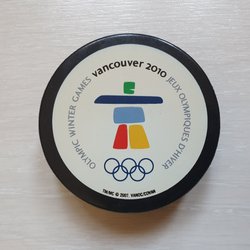 vancouver 2010
OLYMPIC WINTER GAMES
JEUX OLYMPIQUES D'HIVER
TM/MC © 2007, VANOC/COVAN